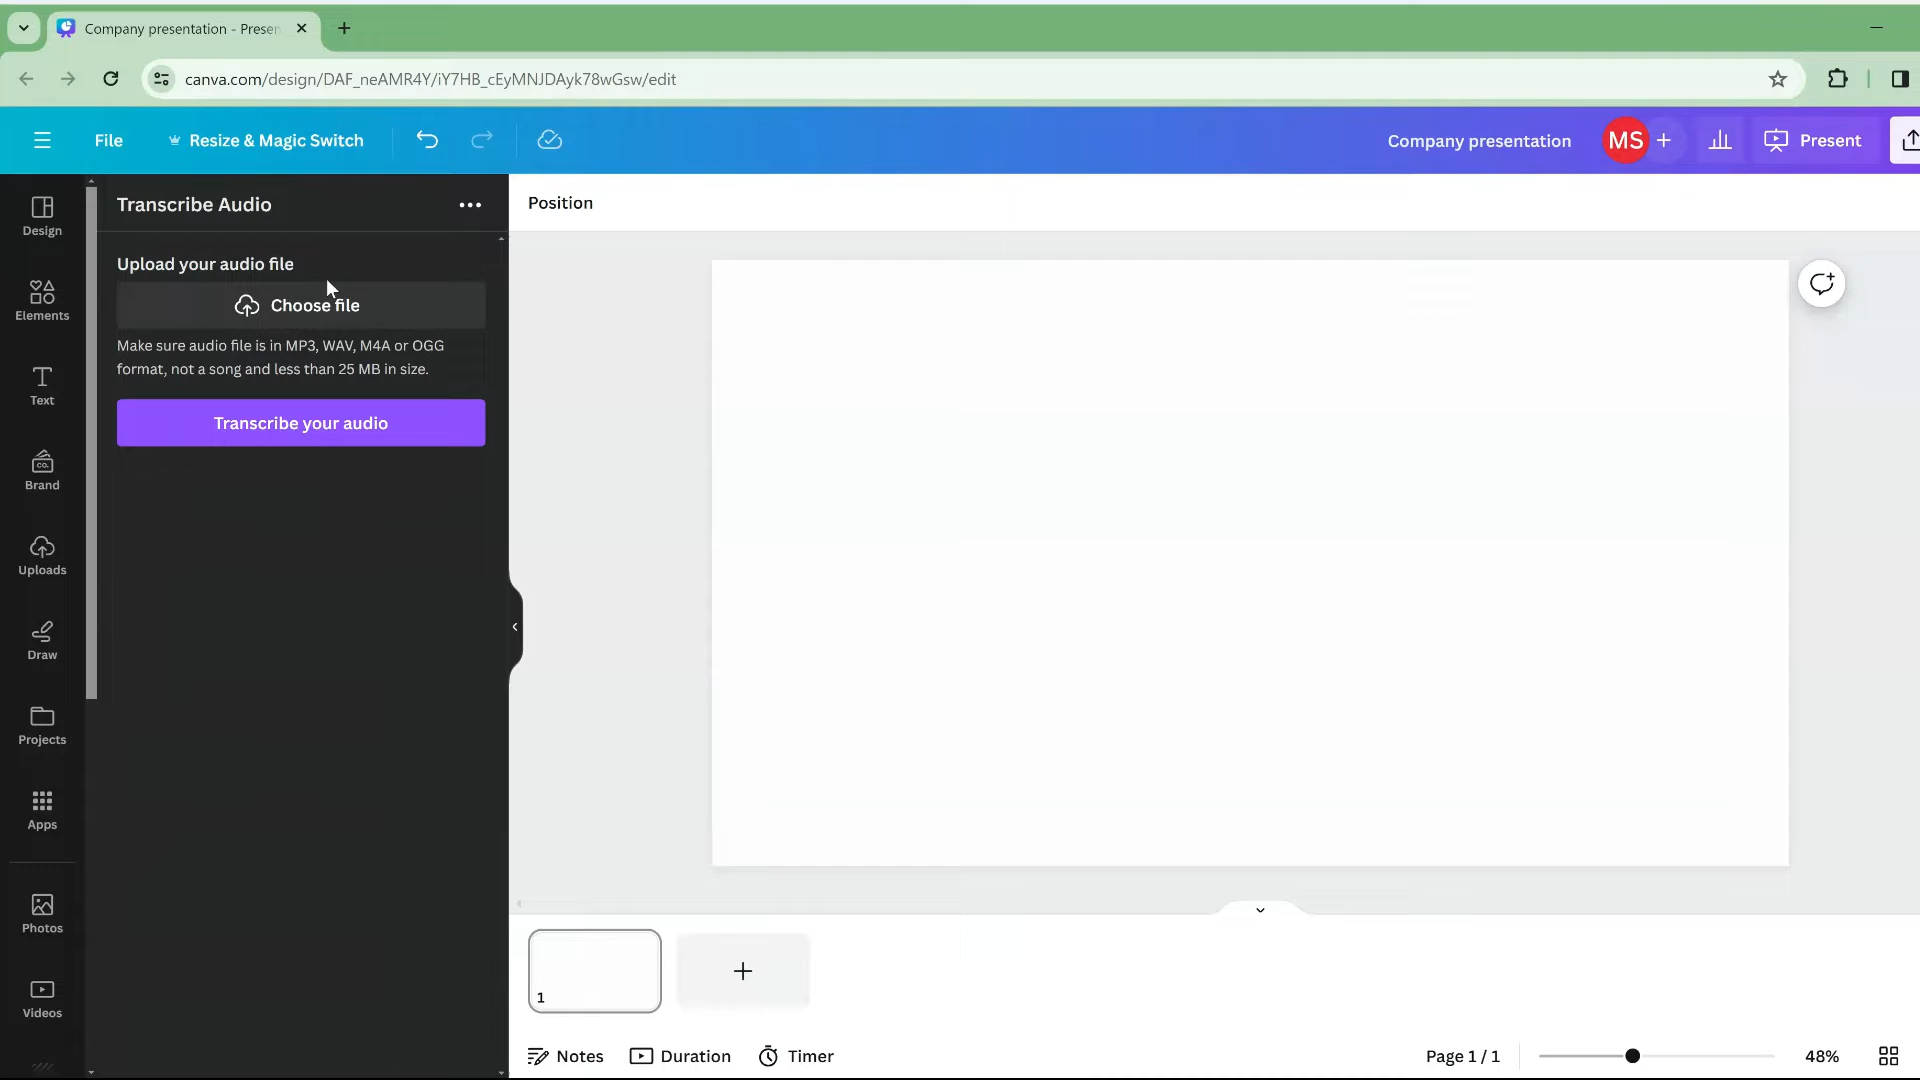 Company presentation - Presen
canva.com/design/DAF_neAMR4Y/iY7HB_cEyMNJDAyk78wGsw/edit
File
Resize & Magic Switch
Company presentation
MS
Present
Design
Elements
Text
CO.
Brand
Uploads
Draw
Projects
Apps
Photos
Videos
Transcribe Audio
Upload your audio file
Choose file
Make sure audio file is in MP3, WAV, M4A or OGG
format, not a song and less than 25 MB in size.
Transcribe your audio
Position
1
Notes
Duration
Timer
Page 1 / 1
48%